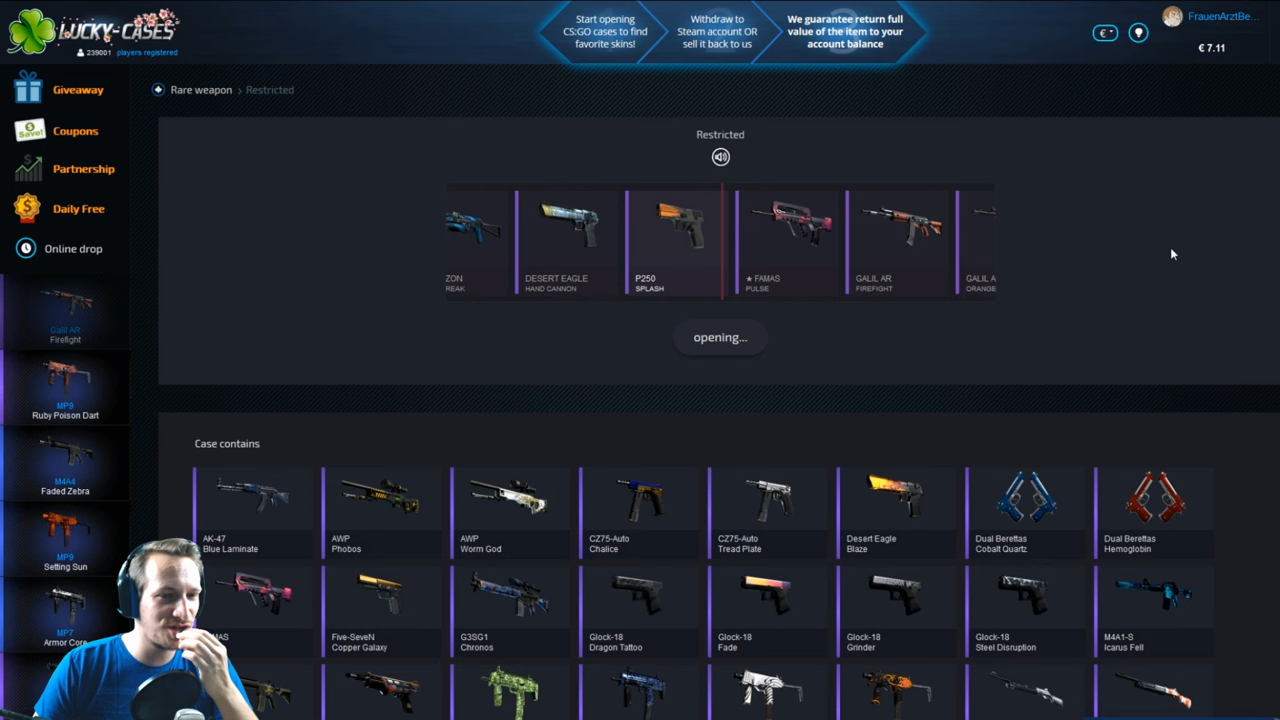 LUCKY-CASES
239001 players registered
Start opening
CS:GO cases to find
favorite skins!
Withdraw to
Steam account OR
sell it back to us
We guarantee return full
value of the item to your
account balance
€
FrauenArztBe...
€ 7.11
Giveaway
Save!
Coupons
Partnership
Daily Free
Online drop
Rare weapon > Restricted
Restricted
ZON
REAK
DESERT EAGLE
HAND CANNON
P250
SPLASH
★ FAMAS
PULSE
GALIL AR
FIREFIGHT
GALIL A
ORANGE
opening...
Galil AR
Firefight
MP9
Ruby Poison Dart
M4A4
Faded Zebra
MP9
Setting Sun
MP7
Armor Core
Case contains
AK-47
Blue Laminate
AWP
Phobos
AWP
Worm God
CZ75-Auto
Chalice
CZ75-Auto
Tread Plate
Desert Eagle
Blaze
Dual Berettas
Cobalt Quartz
Dual Berettas
Hemoglobin
MAS
Five-SeveN
Copper Galaxy
G3SG1
Chronos
Glock-18
Dragon Tattoo
Glock-18
Fade
Glock-18
Grinder
Glock-18
Steel Disruption
M4A1-S
Icarus Fell